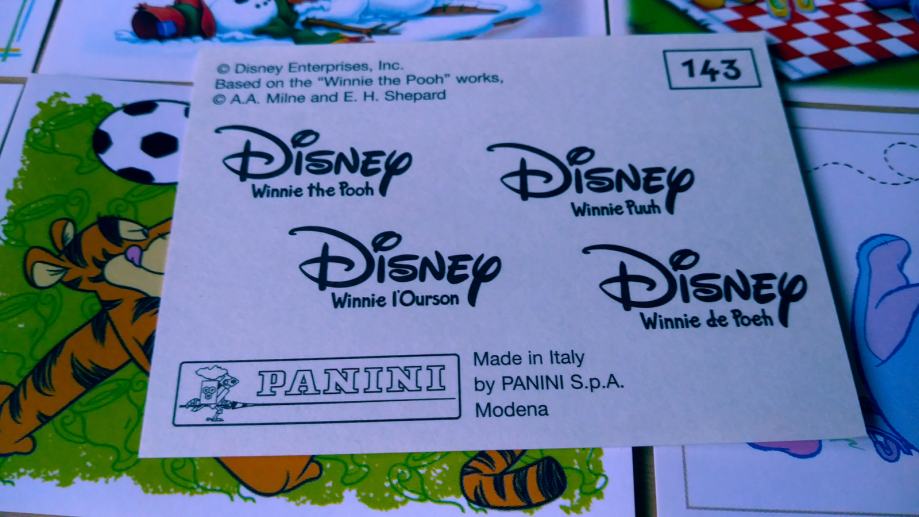 © Disney Enterprises, Inc.
Based on the "Winnie the Pooh" works,
© A.A. Milne and E. H. Shepard
143
Disney
Winnie the Pooh
Disney
Winnie Puuh
Disney
Winnie l'Ourson
Disney
Winnie de Poeh
PANINI
Made in Italy
by PANINI S.p.A.
Modena